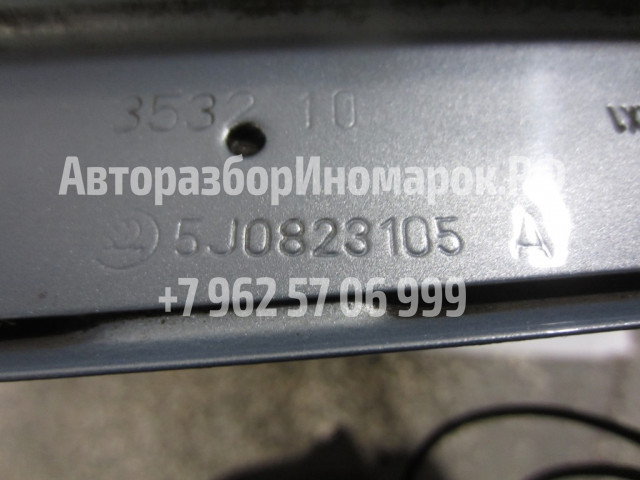 3532 10
АвторазборИномарок.РФ
5J0823105 A
+7 962 57 06 999